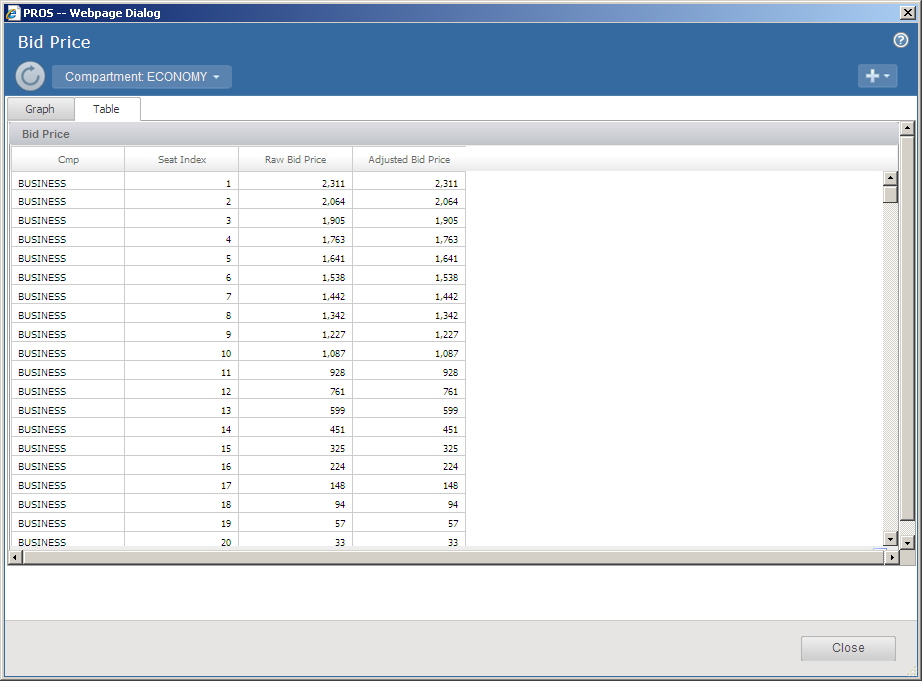 PROS -- Webpage Dialog
Bid Price
Compartment: ECONOMY
Graph Table
Bid Price
Cmp Seat Index Raw Bid Price Adjusted Bid Price
BUSINESS 1 2,311 2,311
BUSINESS 2 2,064 2,064
BUSINESS 3 1,905 1,905
BUSINESS 4 1,763 1,763
BUSINESS 5 1,641 1,641
BUSINESS 6 1,538 1,538
BUSINESS 7 1,442 1,442
BUSINESS 8 1,342 1,342
BUSINESS 9 1,227 1,227
BUSINESS 10 1,087 1,087
BUSINESS 11 928 928
BUSINESS 12 761 761
BUSINESS 13 599 599
BUSINESS 14 451 451
BUSINESS 15 325 325
BUSINESS 16 224 224
BUSINESS 17 148 148
BUSINESS 18 94 94
BUSINESS 19 57 57
BUSINESS 20 33 33
Close